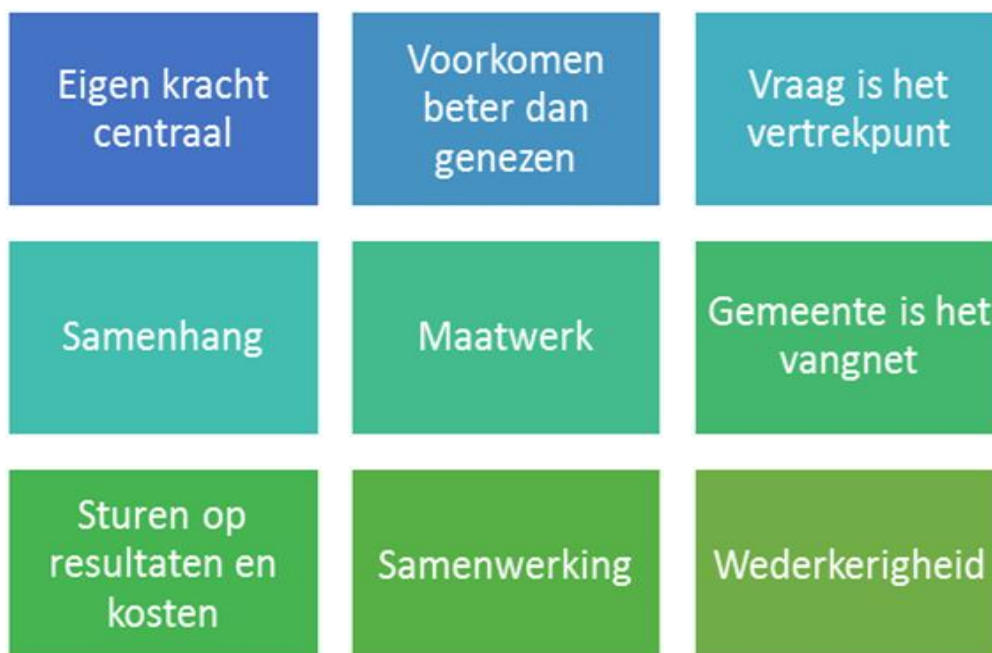 Eigen kracht
centraal
Voorkomen
beter dan
genezen
Vraag is het
vertrekpunt
Samenhang
Maatwerk
Gemeente is het
vangnet
Sturen op
resultaten en
kosten
Samenwerking
Wederkerigheid